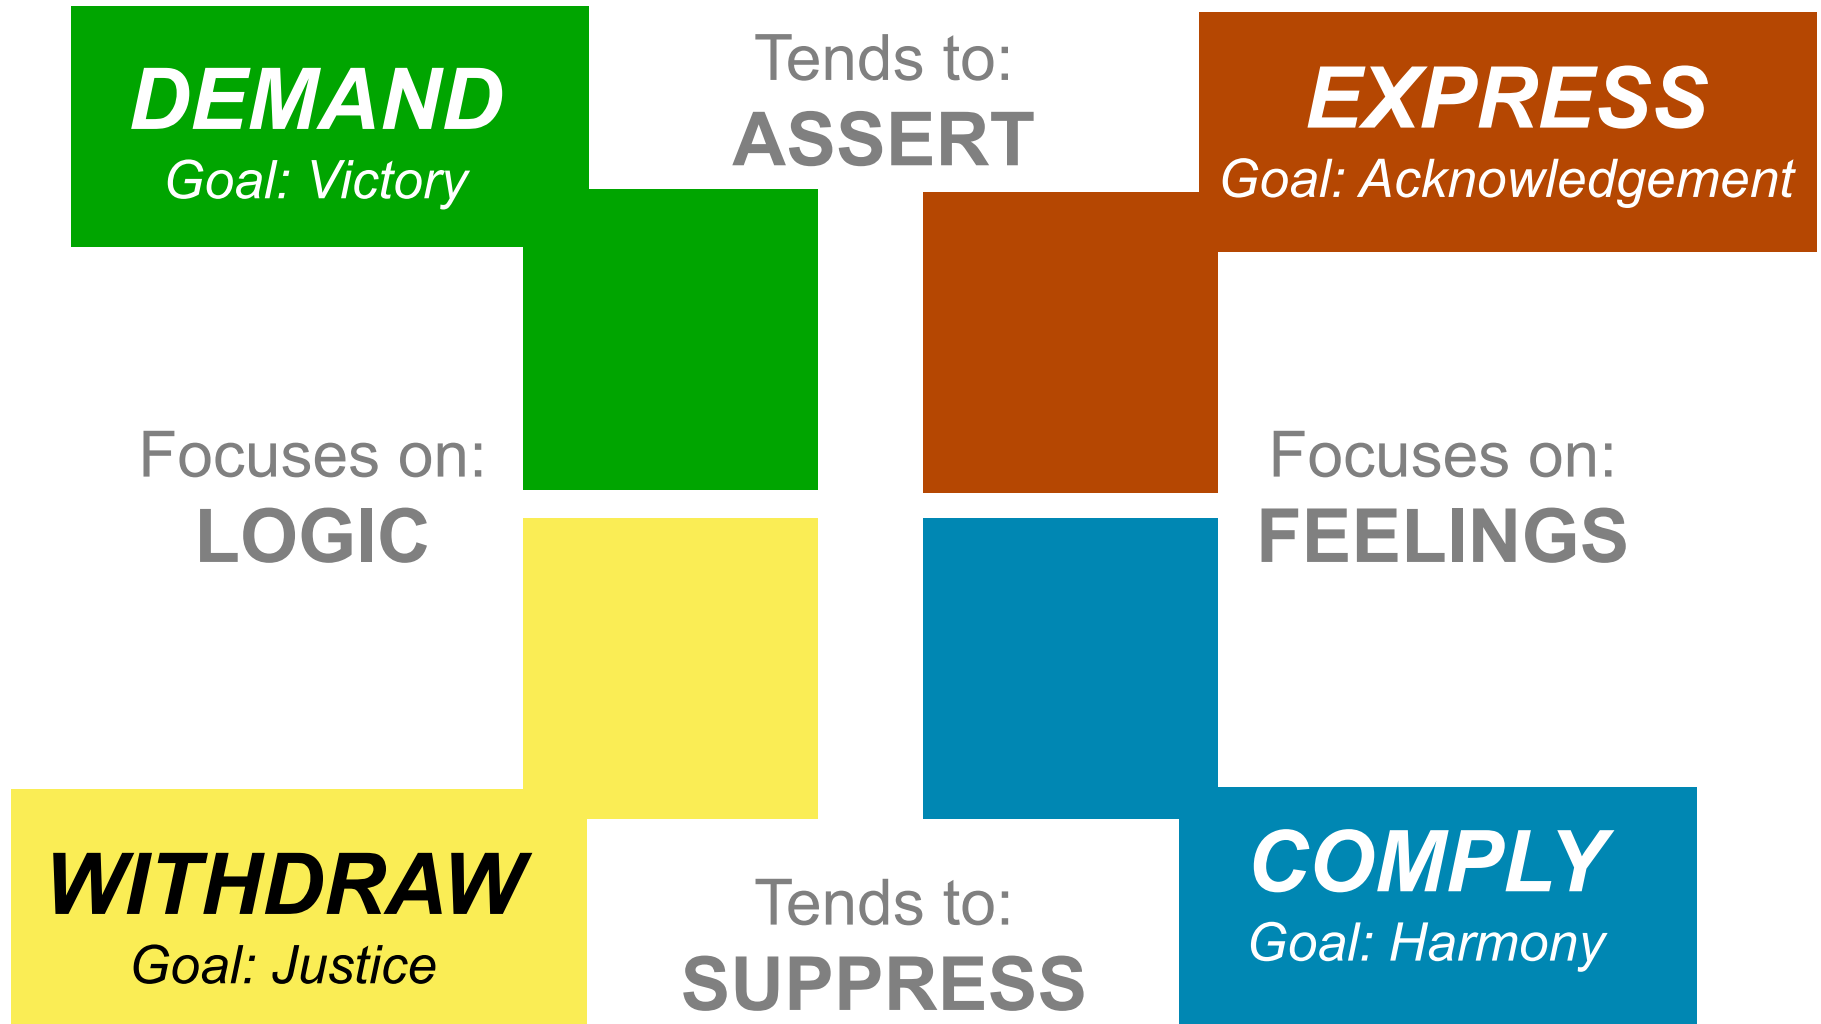 DEMAND
Goal: Victory
Tends to:
ASSERT
EXPRESS
Goal: Acknowledgement
Focuses on:
LOGIC
Focuses on:
FEELINGS
WITHDRAW
Goal: Justice
Tends to:
SUPPRESS
COMPLY
Goal: Harmony